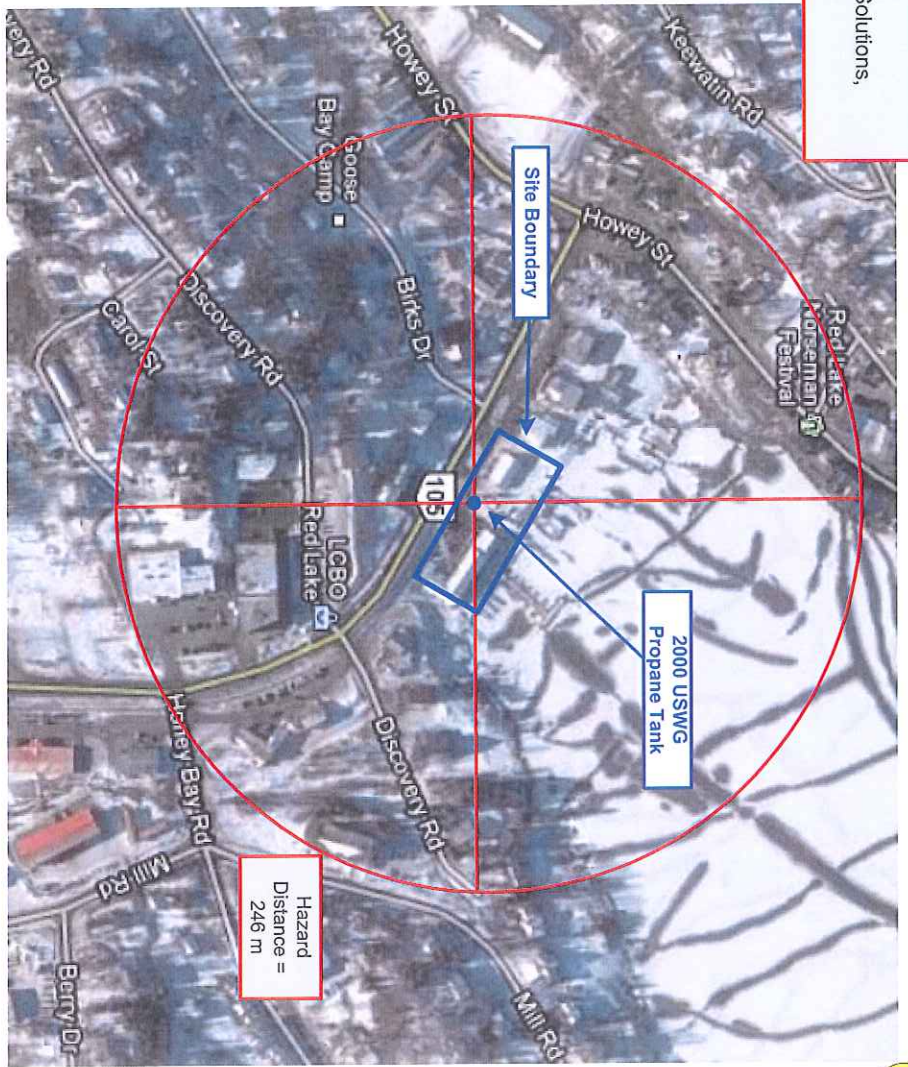 Solutions,
Keewatin Rd
Howey St
Howey St
Red Lake
Norseman
Festival
Goose
Bay Camp
Site Boundary
Birks Dr
very Rd
Discovery Rd
Carol St
105
2000 USWG
Propane Tank
LCBO
Red Lake
Discovery Rd
Hazard
Distance =
246 m
Harvey Bay Rd
Mill Rd
Mill Rd
Berry Dr